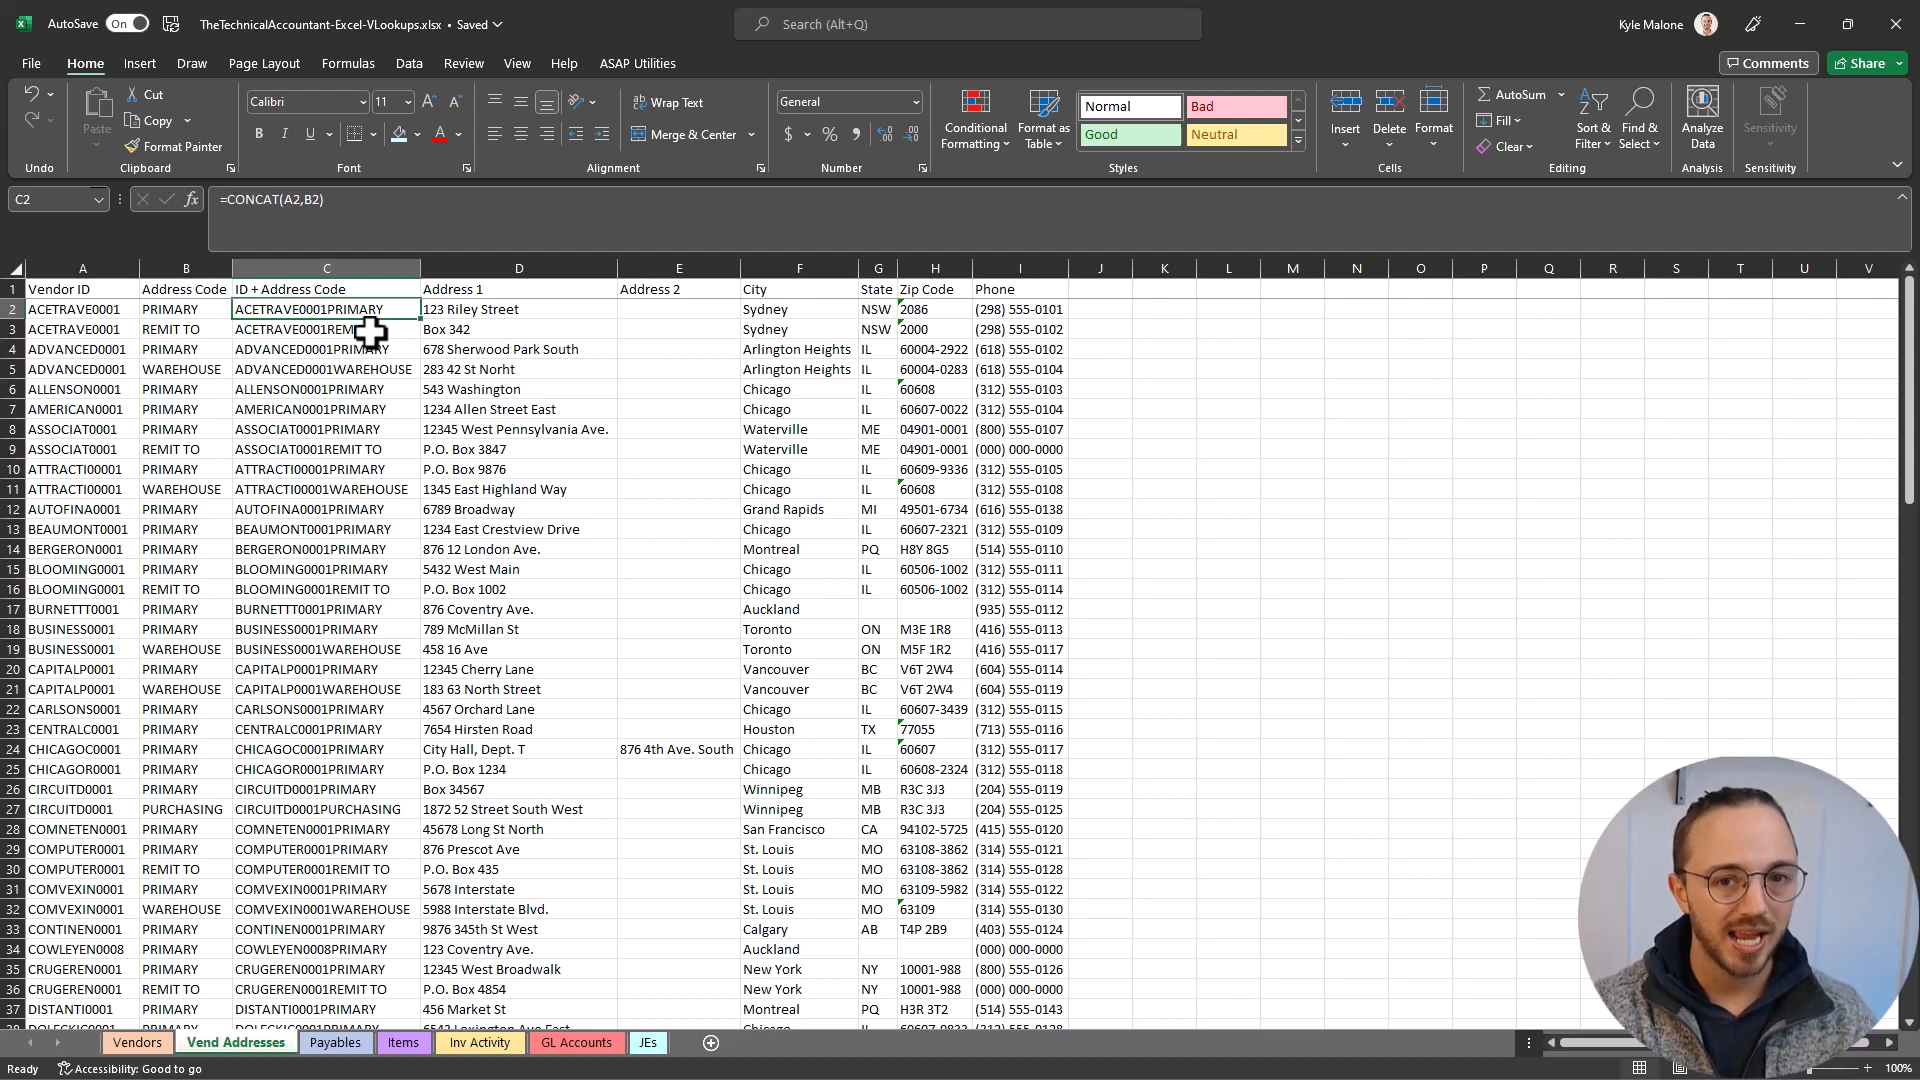 AutoSave On TheTechnicalAccountant-Excel-VLookups.xlsx • Saved Search (Alt+Q) Kyle Malone
File Home Insert Draw Page Layout Formulas Data Review View Help ASAP Utilities Comments Share
Paste Cut Copy Format Painter
Calibri 11 B I U A
Wrap Text Merge & Center
General $ %
Conditional Formatting Format as Table Normal Bad Good Neutral
Insert Delete Format
AutoSum Fill Clear Sort & Filter Find & Select
Analyze Data Sensitivity
Undo Clipboard Font Alignment Number Styles Cells Editing Analysis Sensitivity
C2 fx =CONCAT(A2,B2)
A B C D E F G H I J K L M N O P Q R S T U V
1 Vendor ID Address Code ID + Address Code Address 1 Address 2 City State Zip Code Phone
2 ACETRAVE0001 PRIMARY ACETRAVE0001PRIMARY 123 Riley Street Sydney NSW 2086 (298) 555-0101
3 ACETRAVE0001 REMIT TO Box 342 Sydney NSW 2000 (298) 555-0102
4 ADVANCED0001 PRIMARY ADVANCED0001PRIMARY 678 Sherwood Park South Arlington Heights IL 60004-2922 (618) 555-0102
5 ADVANCED0001 WAREHOUSE ADVANCED0001WAREHOUSE 283 42 St Norht Arlington Heights IL 60004-0283 (618) 555-0104
6 ALLENSON0001 PRIMARY ALLENSON0001PRIMARY 543 Washington Chicago IL 60608 (312) 555-0103
7 AMERICAN0001 PRIMARY AMERICAN0001PRIMARY 1234 Allen Street East Chicago IL 60607-0022 (312) 555-0104
8 ASSOCIAT0001 PRIMARY ASSOCIAT0001PRIMARY 12345 West Pennsylvania Ave. Waterville ME 04901-0001 (800) 555-0107
9 ASSOCIAT0001 REMIT TO ASSOCIAT0001REMIT TO P.O. Box 3847 Waterville ME 04901-0001 (000) 000-0000
10 ATTRACTI00001 PRIMARY ATTRACTI00001PRIMARY P.O. Box 9876 Chicago IL 60609-9336 (312) 555-0105
11 ATTRACTI00001 WAREHOUSE ATTRACTI00001WAREHOUSE 1345 East Highland Way Chicago IL 60608 (312) 555-0108
12 AUTOFINA0001 PRIMARY AUTOFINA0001PRIMARY 6789 Broadway Grand Rapids MI 49501-6734 (616) 555-0138
13 BEAUMONT0001 PRIMARY BEAUMONT0001PRIMARY 1234 East Crestview Drive Chicago IL 60607-2321 (312) 555-0109
14 BERGERON0001 PRIMARY BERGERON0001PRIMARY 876 12 London Ave. Montreal PQ H8Y 8G5 (514) 555-0110
15 BLOOMING0001 PRIMARY BLOOMING0001PRIMARY 5432 West Main Chicago IL 60506-1002 (312) 555-0111
16 BLOOMING0001 REMIT TO BLOOMING0001REMIT TO P.O. Box 1002 Chicago IL 60506-1002 (312) 555-0114
17 BURNETTT0001 PRIMARY BURNETTT0001PRIMARY 876 Coventry Ave. Auckland (935) 555-0112
18 BUSINESS0001 PRIMARY BUSINESS0001PRIMARY 789 McMillan St Toronto ON M3E 1R8 (416) 555-0113
19 BUSINESS0001 WAREHOUSE BUSINESS0001WAREHOUSE 458 16 Ave Toronto ON M5F 1R2 (416) 555-0117
20 CAPITALP0001 PRIMARY CAPITALP0001PRIMARY 12345 Cherry Lane Vancouver BC V6T 2W4 (604) 555-0114
21 CAPITALP0001 WAREHOUSE CAPITALP0001WAREHOUSE 183 63 North Street Vancouver BC V6T 2W4 (604) 555-0119
22 CARLSONS0001 PRIMARY CARLSONS0001PRIMARY 4567 Orchard Lane Chicago IL 60607-3439 (312) 555-0115
23 CENTRALC0001 PRIMARY CENTRALC0001PRIMARY 7654 Hirsten Road Houston TX 77055 (713) 555-0116
24 CHICAGOC0001 PRIMARY CHICAGOC0001PRIMARY City Hall, Dept. T 876 4th Ave. South Chicago IL 60607 (312) 555-0117
25 CHICAGOR0001 PRIMARY CHICAGOR0001PRIMARY P.O. Box 1234 Chicago IL 60608-2324 (312) 555-0118
26 CIRCUITD0001 PRIMARY CIRCUITD0001PRIMARY Box 34567 Winnipeg MB R3C 3J3 (204) 555-0119
27 CIRCUITD0001 PURCHASING CIRCUITD0001PURCHASING 1872 52 Street South West Winnipeg MB R3C 3J3 (204) 555-0125
28 COMNETEN0001 PRIMARY COMNETEN0001PRIMARY 45678 Long St North San Francisco CA 94102-5725 (415) 555-0120
29 COMPUTER0001 PRIMARY COMPUTER0001PRIMARY 876 Prescot Ave St. Louis MO 63108-3862 (314) 555-0121
30 COMPUTER0001 REMIT TO COMPUTER0001REMIT TO P.O. Box 435 St. Louis MO 63108-3862 (314) 555-0128
31 COMVEXIN0001 PRIMARY COMVEXIN0001PRIMARY 5678 Interstate St. Louis MO 63109-5982 (314) 555-0122
32 COMVEXIN0001 WAREHOUSE COMVEXIN0001WAREHOUSE 5988 Interstate Blvd. St. Louis MO 63109 (314) 555-0130
33 CONTINEN0001 PRIMARY CONTINEN0001PRIMARY 9876 345th St West Calgary AB T4P 2B9 (403) 555-0124
34 COWLEYEN0008 PRIMARY COWLEYEN0008PRIMARY 123 Coventry Ave. Auckland (000) 000-0000
35 CRUGEREN0001 PRIMARY CRUGEREN0001PRIMARY 12345 West Broadwalk New York NY 10001-988 (800) 555-0126
36 CRUGEREN0001 REMIT TO CRUGEREN0001REMIT TO P.O. Box 4854 New York NY 10001-988 (000) 000-0000
37 DISTANTI0001 PRIMARY DISTANTI0001PRIMARY 456 Market St Montreal PQ H3R 3T2 (514) 555-0143
Vendors Vend Addresses Payables Items Inv Activity GL Accounts JEs
Ready Accessibility: Good to go 100%